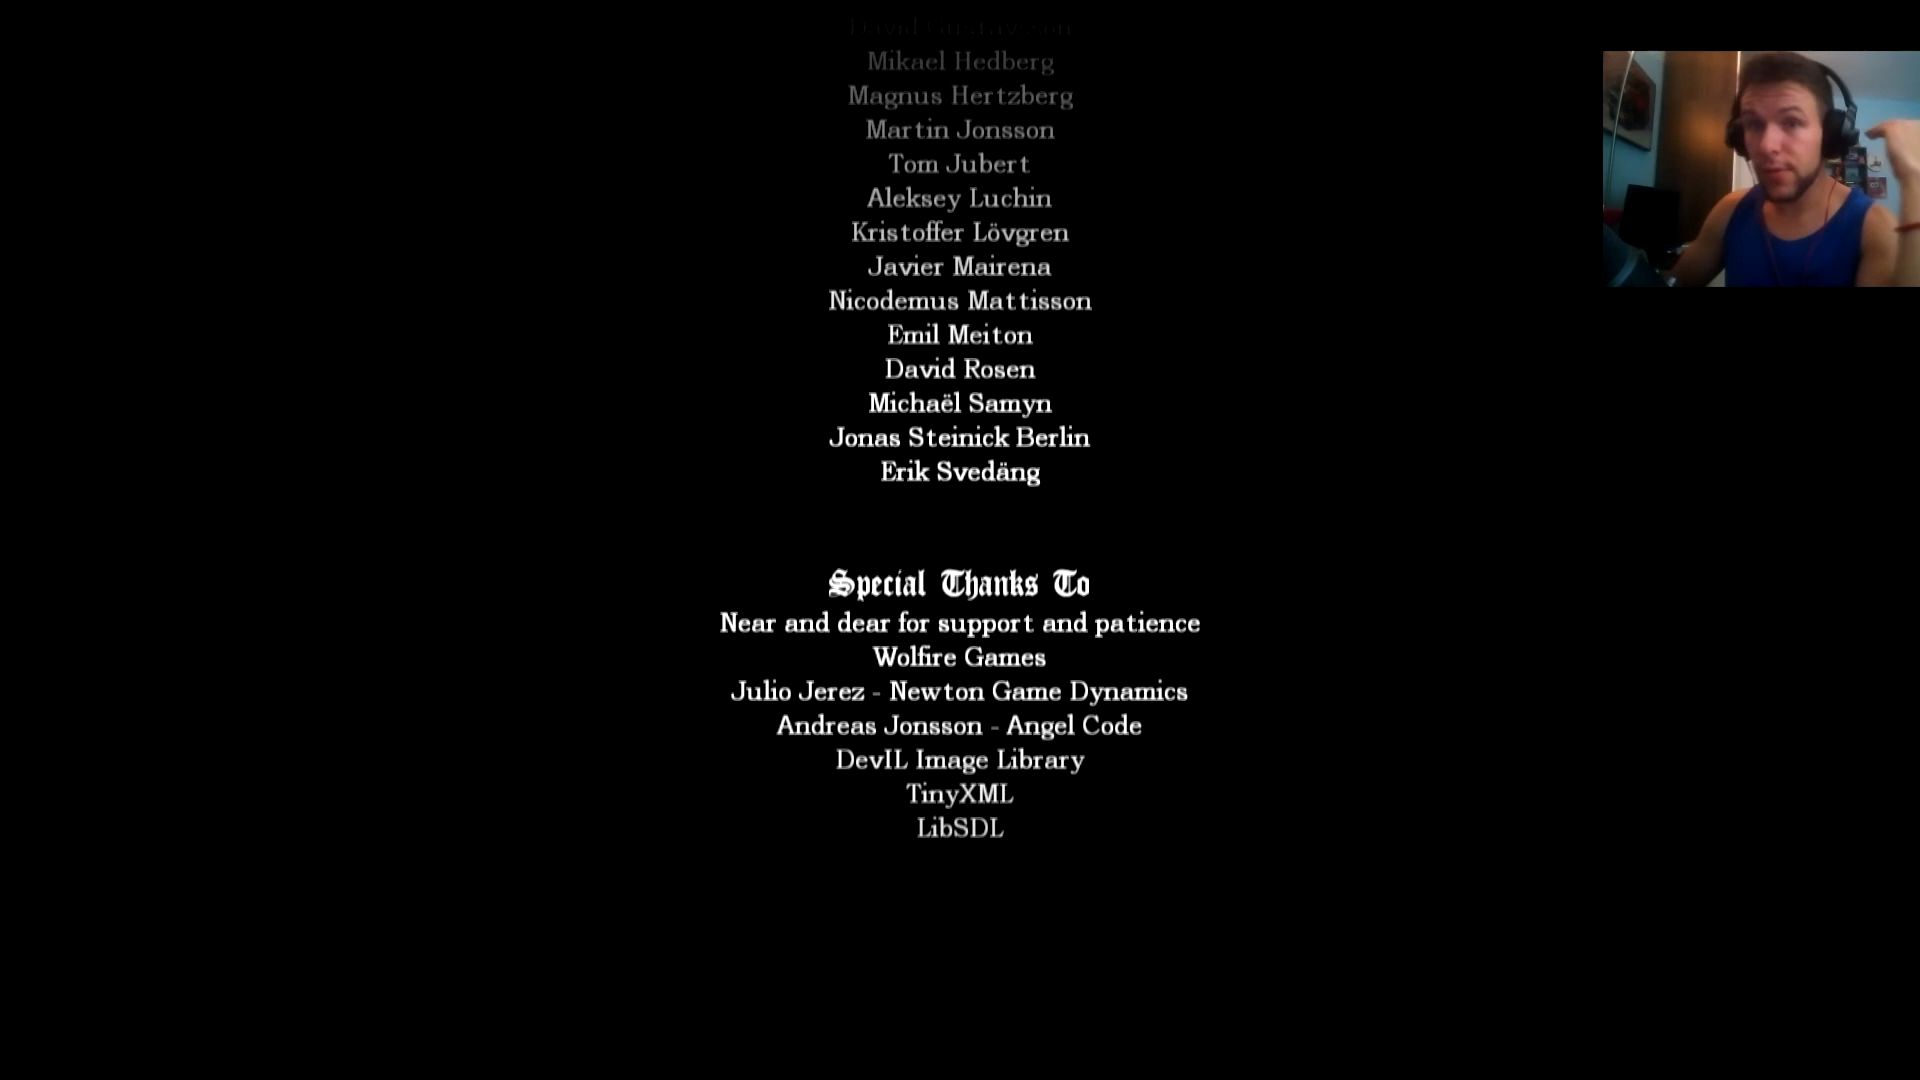 Mikael Hedberg
Magnus Hertzberg
Martin Jonsson
Tom Jubert
Aleksey Luchin
Kristoffer Lövgren
Javier Mairena
Nicodemus Mattisson
Emil Meiton
David Rosen
Michaël Samyn
Jonas Steinick Berlin
Erik Svedäng
Special Thanks To
Near and dear for support and patience
Wolfire Games
Julio Jerez - Newton Game Dynamics
Andreas Jonsson - Angel Code
DevIL Image Library
TinyXML
LibSDL